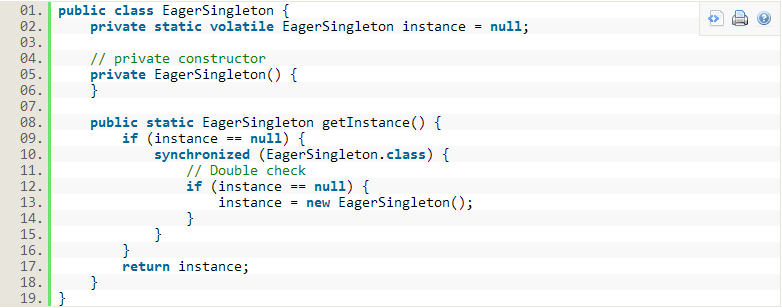 01. public class EagerSingleton {
02.     private static volatile EagerSingleton instance = null;
03.
04.     // private constructor
05.     private EagerSingleton() {
06.     }
07.
08.     public static EagerSingleton getInstance() {
09.         if (instance == null) {
10.             synchronized (EagerSingleton.class) {
11.                 // Double check
12.                 if (instance == null) {
13.                     instance = new EagerSingleton();
14.                 }
15.             }
16.         }
17.         return instance;
18.     }
19. }